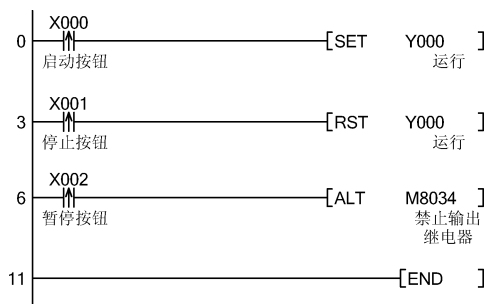 X000
0 [SET Y000 ]
启动按钮 运行
X001
3 [RST Y000 ]
停止按钮 运行
X002
6 [ALT M8034 ]
暂停按钮 禁止输出
继电器
11 [END ]